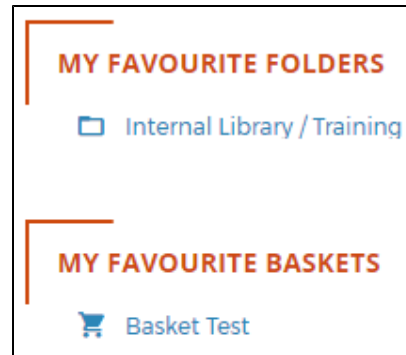 MY FAVOURITE FOLDERS
Internal Library / Training
MY FAVOURITE BASKETS
Basket Test